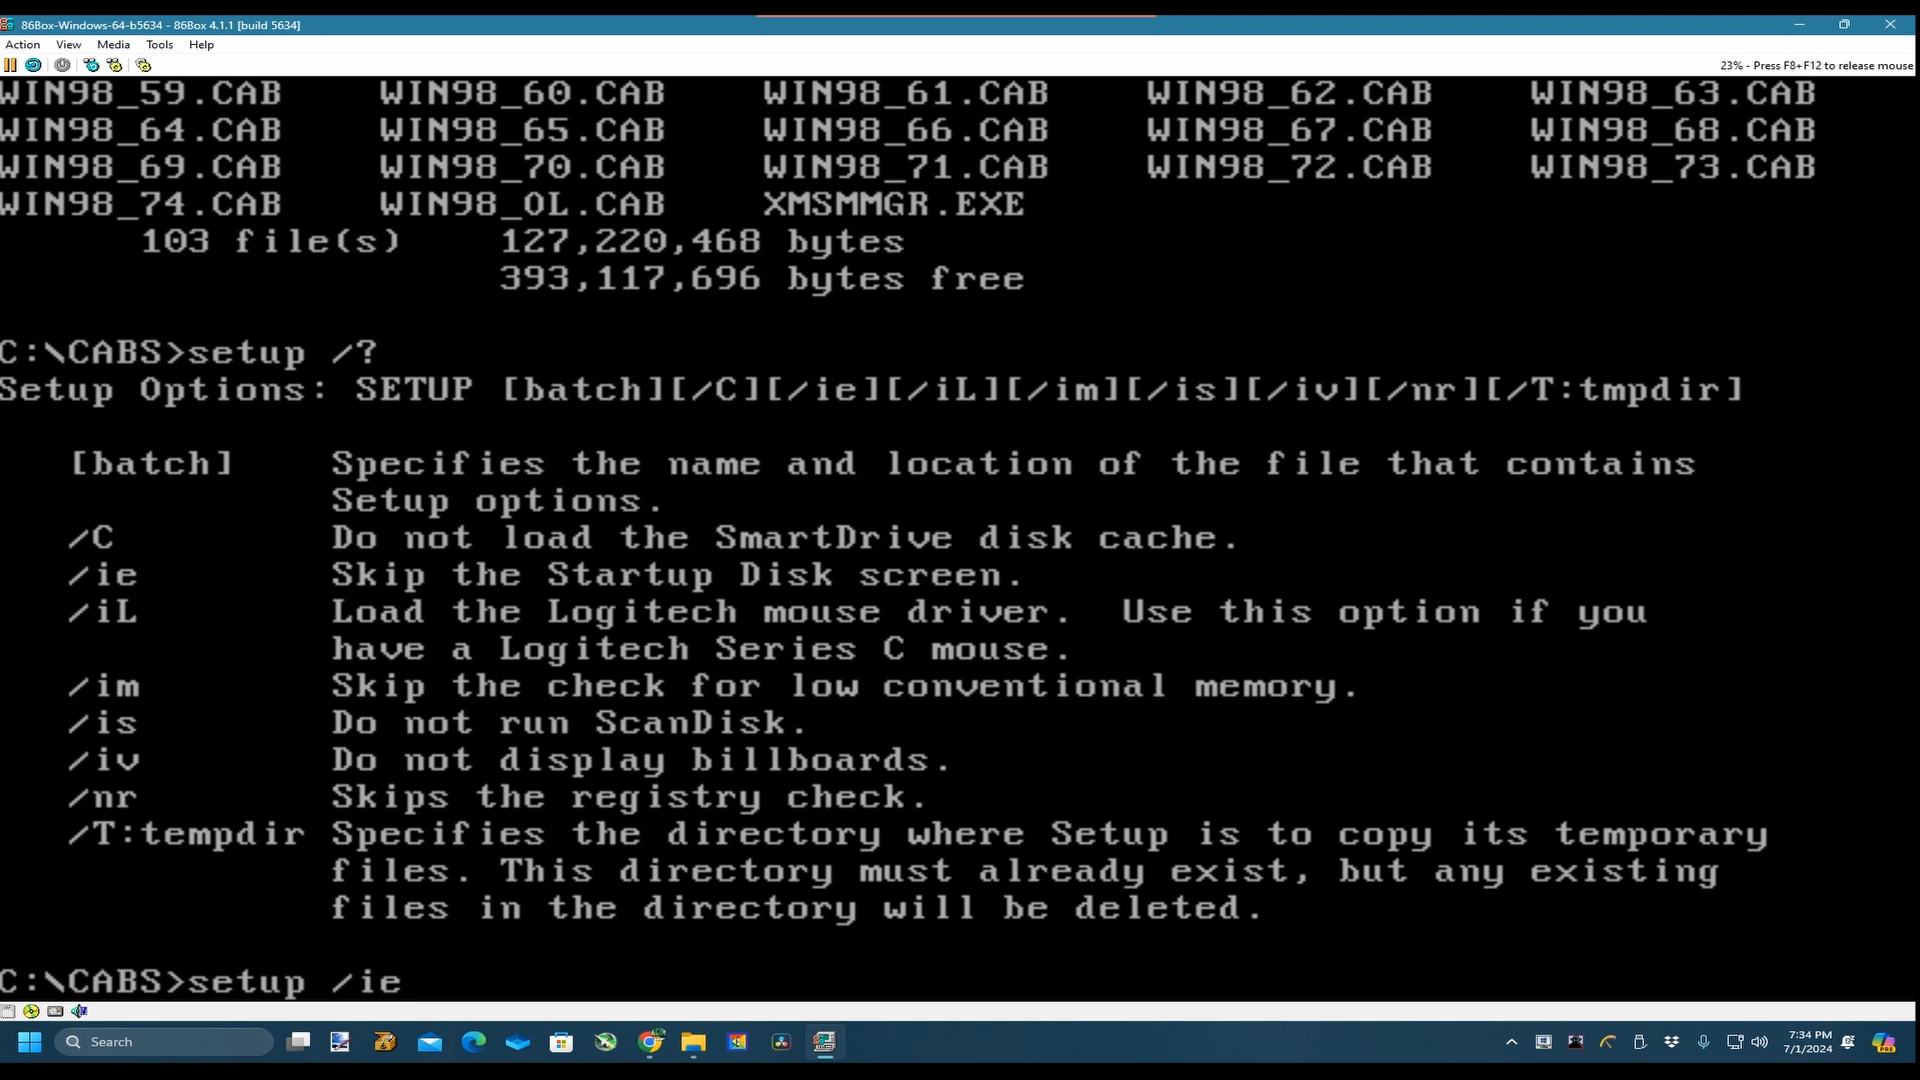 86Box-Windows-64-b5634 - 86Box 4.1.1 [build 5634]
Action View Media Tools Help
23% - Press F8+F12 to release mouse
WIN98_59.CAB WIN98_60.CAB WIN98_61.CAB WIN98_62.CAB WIN98_63.CAB
WIN98_64.CAB WIN98_65.CAB WIN98_66.CAB WIN98_67.CAB WIN98_68.CAB
WIN98_69.CAB WIN98_70.CAB WIN98_71.CAB WIN98_72.CAB WIN98_73.CAB
WIN98_74.CAB WIN98_OL.CAB XMSMMGR.EXE
103 file(s) 127,220,468 bytes
393,117,696 bytes free
C:\CABS>setup /?
Setup Options: SETUP [batch][/C][/ie][/iL][/im][/is][/iv][/nr][/T:tmpdir]
[batch] Specifies the name and location of the file that contains
Setup options.
/C Do not load the SmartDrive disk cache.
/ie Skip the Startup Disk screen.
/iL Load the Logitech mouse driver. Use this option if you
have a Logitech Series C mouse.
/im Skip the check for low conventional memory.
/is Do not run ScanDisk.
/iv Do not display billboards.
/nr Skips the registry check.
/T:tempdir Specifies the directory where Setup is to copy its temporary
files. This directory must already exist, but any existing
files in the directory will be deleted.
C:\CABS>setup /ie
Search
7:34 PM
7/1/2024